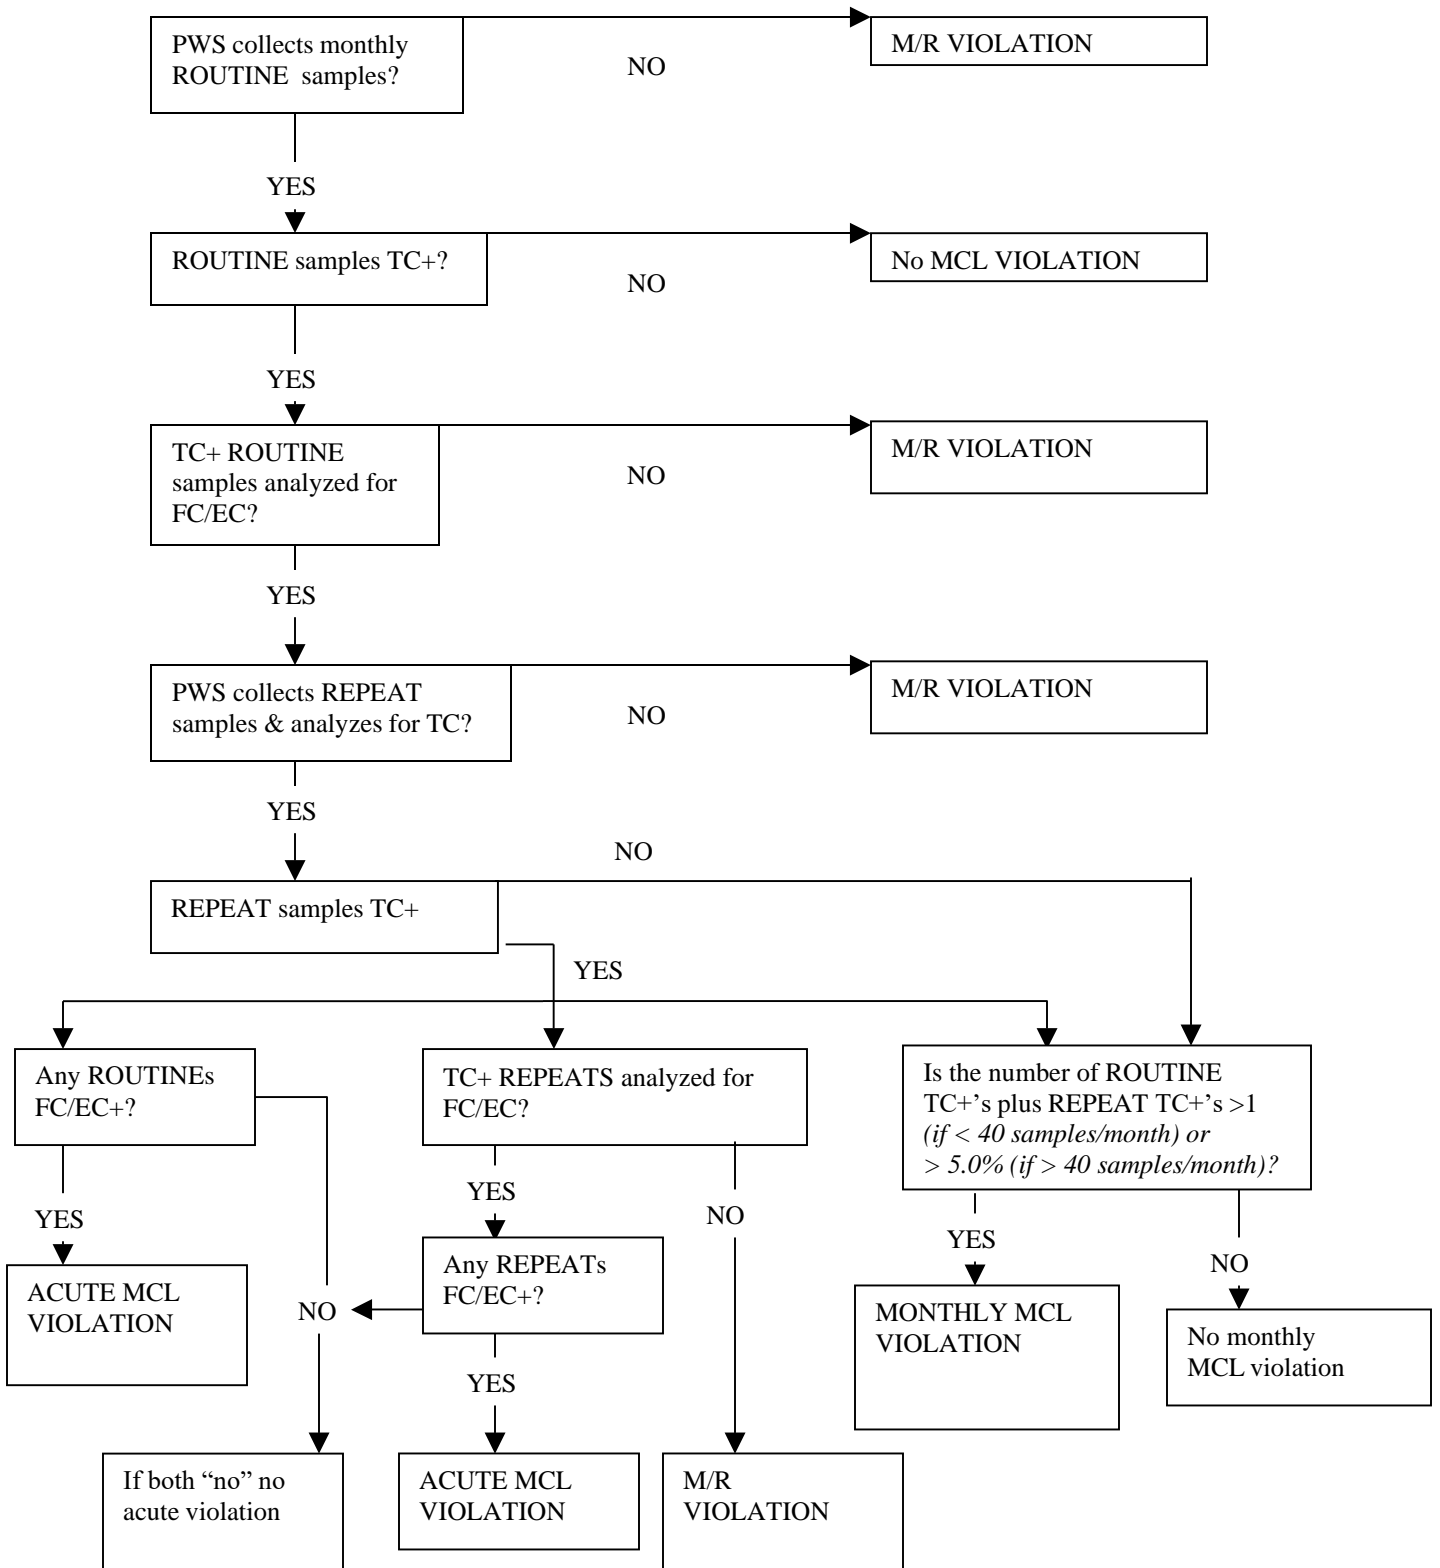 PWS collects monthly
ROUTINE samples?
NO
M/R VIOLATION
YES
ROUTINE samples TC+?
NO
No MCL VIOLATION
YES
TC+ ROUTINE
samples analyzed for
FC/EC?
NO
M/R VIOLATION
YES
PWS collects REPEAT
samples & analyzes for TC?
NO
M/R VIOLATION
YES
NO
REPEAT samples TC+
YES
Any ROUTINEs
FC/EC+?
TC+ REPEATS analyzed for
FC/EC?
Is the number of ROUTINE
TC+'s plus REPEAT TC+'s >1
(if < 40 samples/month) or
> 5.0% (if > 40 samples/month)?
YES
YES
NO
YES
NO
ACUTE MCL
VIOLATION
NO
Any REPEATs
FC/EC+?
MONTHLY MCL
VIOLATION
No monthly
MCL violation
YES
If both “no” no
acute violation
ACUTE MCL
VIOLATION
M/R
VIOLATION